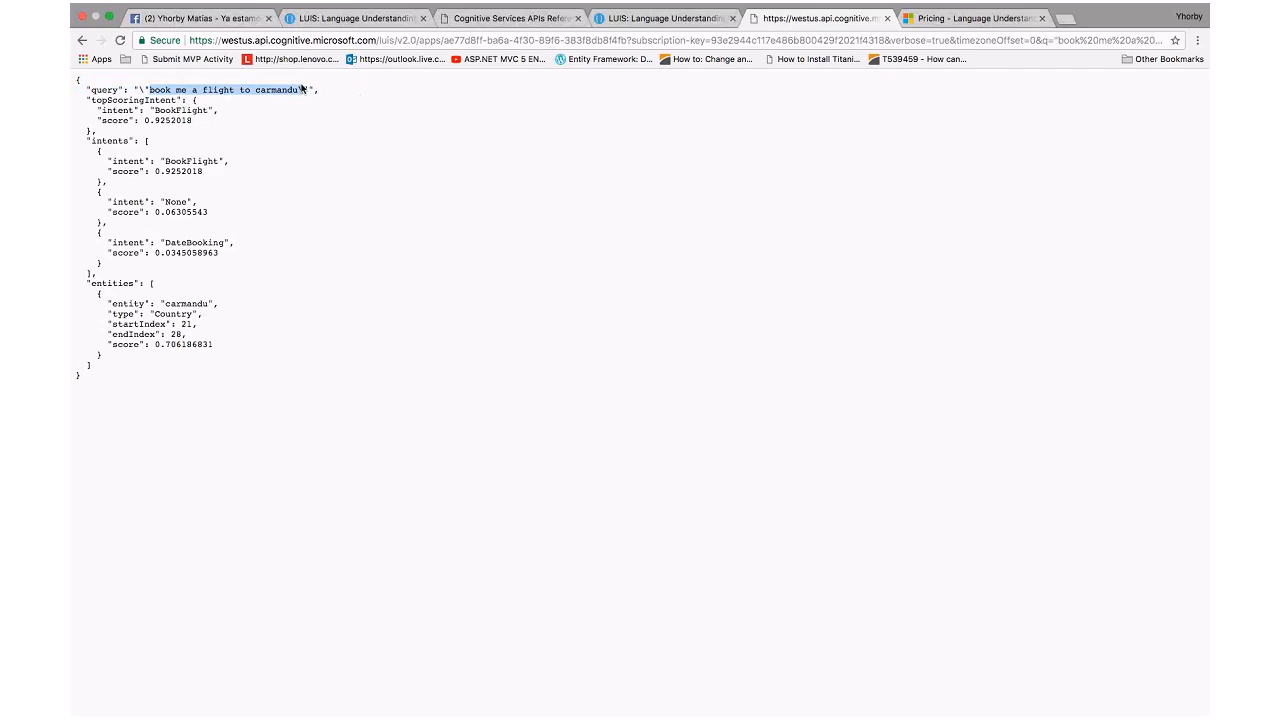 (2) Yhorby Matias - Ya estamo
LUIS: Language Understandin
Cognitive Services APIs Refere
LUIS: Language Understandin
https://westus.api.cognitive.m
Pricing - Language Understan
Yhorby
Secure
https://westus.api.cognitive.microsoft.com/luis/v2.0/apps/ae77d8ff-ba6a-4f30-89f6-383f8db8f4fb?subscription-key=93e2944c117e486b800429f2021f4318&verbose=true&timezoneOffset=0&q="book%20me%20a%20...
Apps
Submit MVP Activity
http://shop.lenovo.c...
https://outlook.live.c...
ASP.NET MVC 5 EN...
Entity Framework: D...
How to: Change an...
How to Install Titani...
T539459 - How can...
Other Bookmarks
{
"query": "\"book me a flight to carmandu\"",
"topScoringIntent": {
"intent": "BookFlight",
"score": 0.9252018
},
"intents": [
{
"intent": "BookFlight",
"score": 0.9252018
},
{
"intent": "None",
"score": 0.06305543
},
{
"intent": "DateBooking",
"score": 0.0345058963
}
],
"entities": [
{
"entity": "carmandu",
"type": "Country",
"startIndex": 21,
"endIndex": 28,
"score": 0.706186831
}
]
}